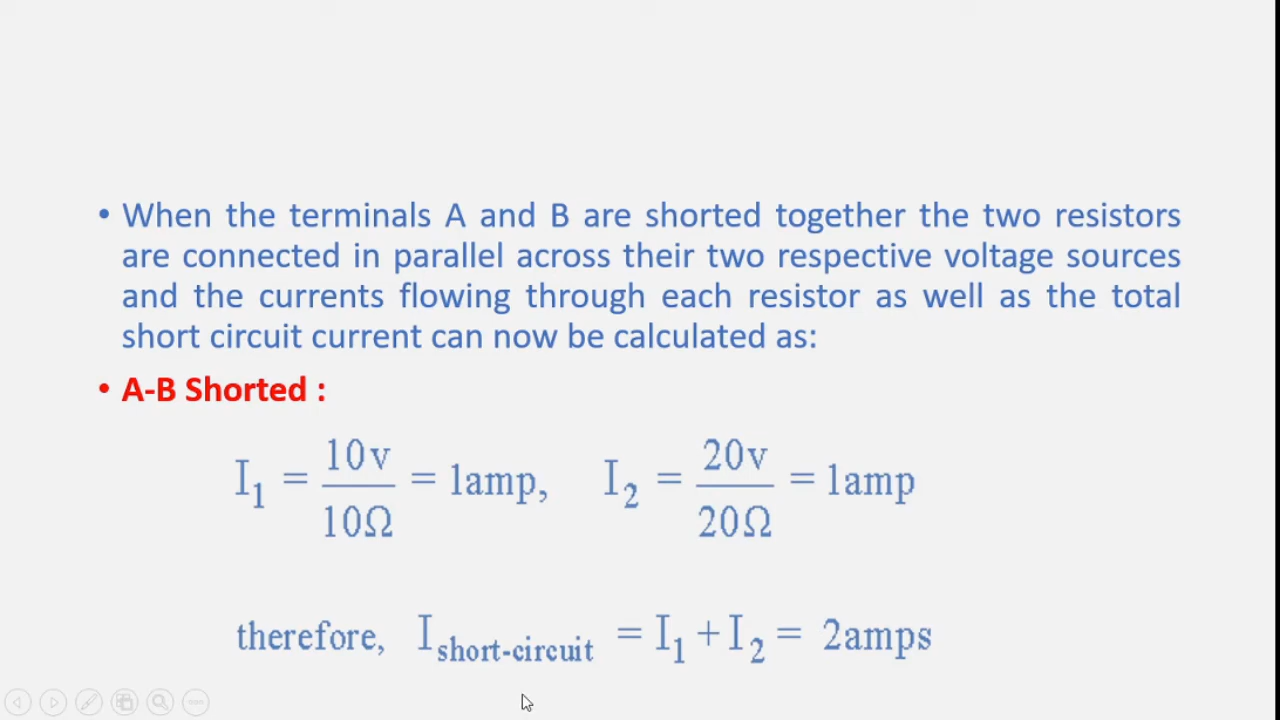 • When the terminals A and B are shorted together the two resistors
are connected in parallel across their two respective voltage sources
and the currents flowing through each resistor as well as the total
short circuit current can now be calculated as:
• A-B Shorted :
I₁ = 10v/10Ω = 1amp, I₂ = 20v/20Ω = 1amp
therefore, I short-circuit = I₁ + I₂ = 2amps